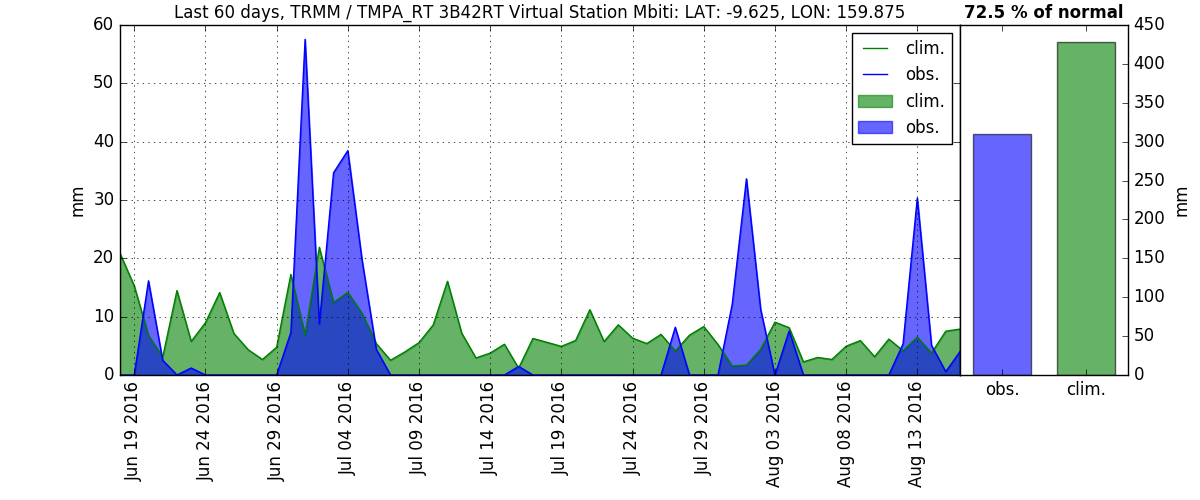 Last 60 days, TRMM / TMPA_RT 3B42RT Virtual Station Mbiti: LAT: -9.625, LON: 159.875
72.5 % of normal
60
50
40
30
20
10
0
mm
clim.
obs.
clim.
obs.
Jun 19 2016
Jun 24 2016
Jun 29 2016
Jul 04 2016
Jul 09 2016
Jul 14 2016
Jul 19 2016
Jul 24 2016
Jul 29 2016
Aug 03 2016
Aug 08 2016
Aug 13 2016
450
400
350
300
250
200
150
100
50
0
mm
obs.
clim.